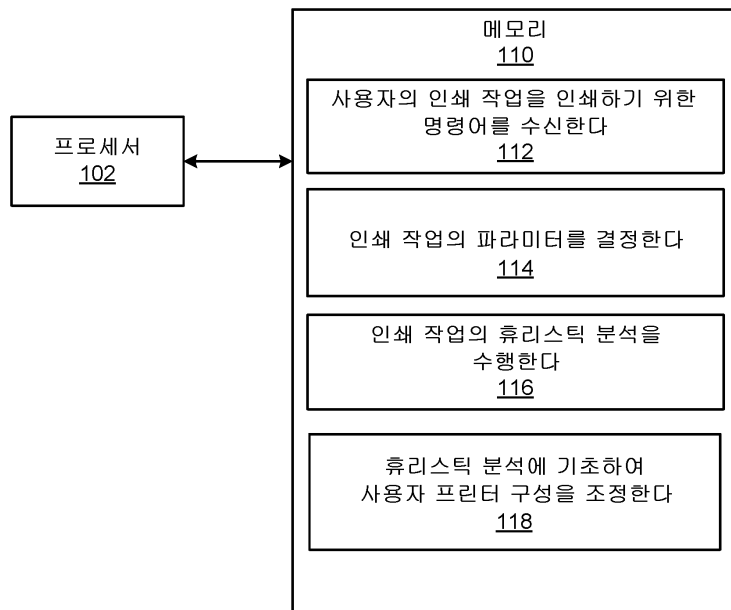 메모리
110
사용자의 인쇄 작업을 인쇄하기 위한
명령어를 수신한다
112
프로세서
102
인쇄 작업의 파라미터를 결정한다
114
인쇄 작업의 휴리스틱 분석을
수행한다
116
휴리스틱 분석에 기초하여
사용자 프린터 구성을 조정한다
118